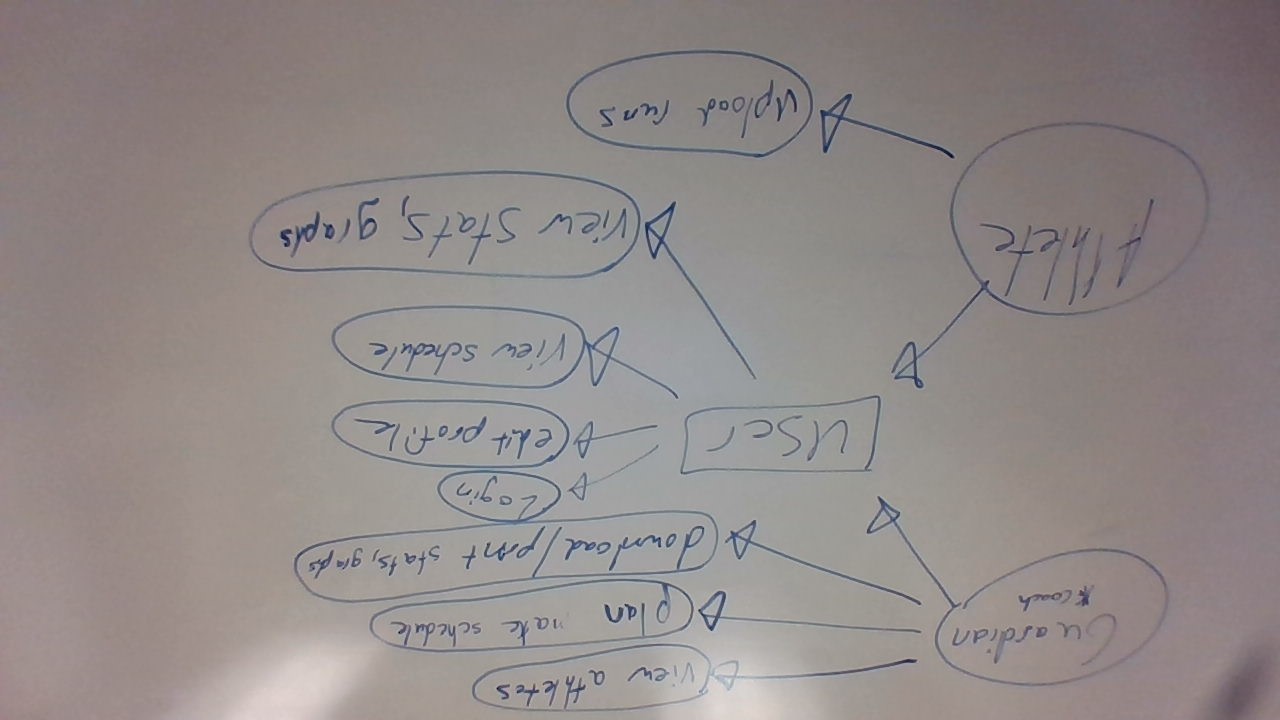 Guardian
*coach
view athletes
plan schedule
download/print stats, graphs
Login
User
edit profile
view schedule
Athlete
view stats, graphs
upload runs